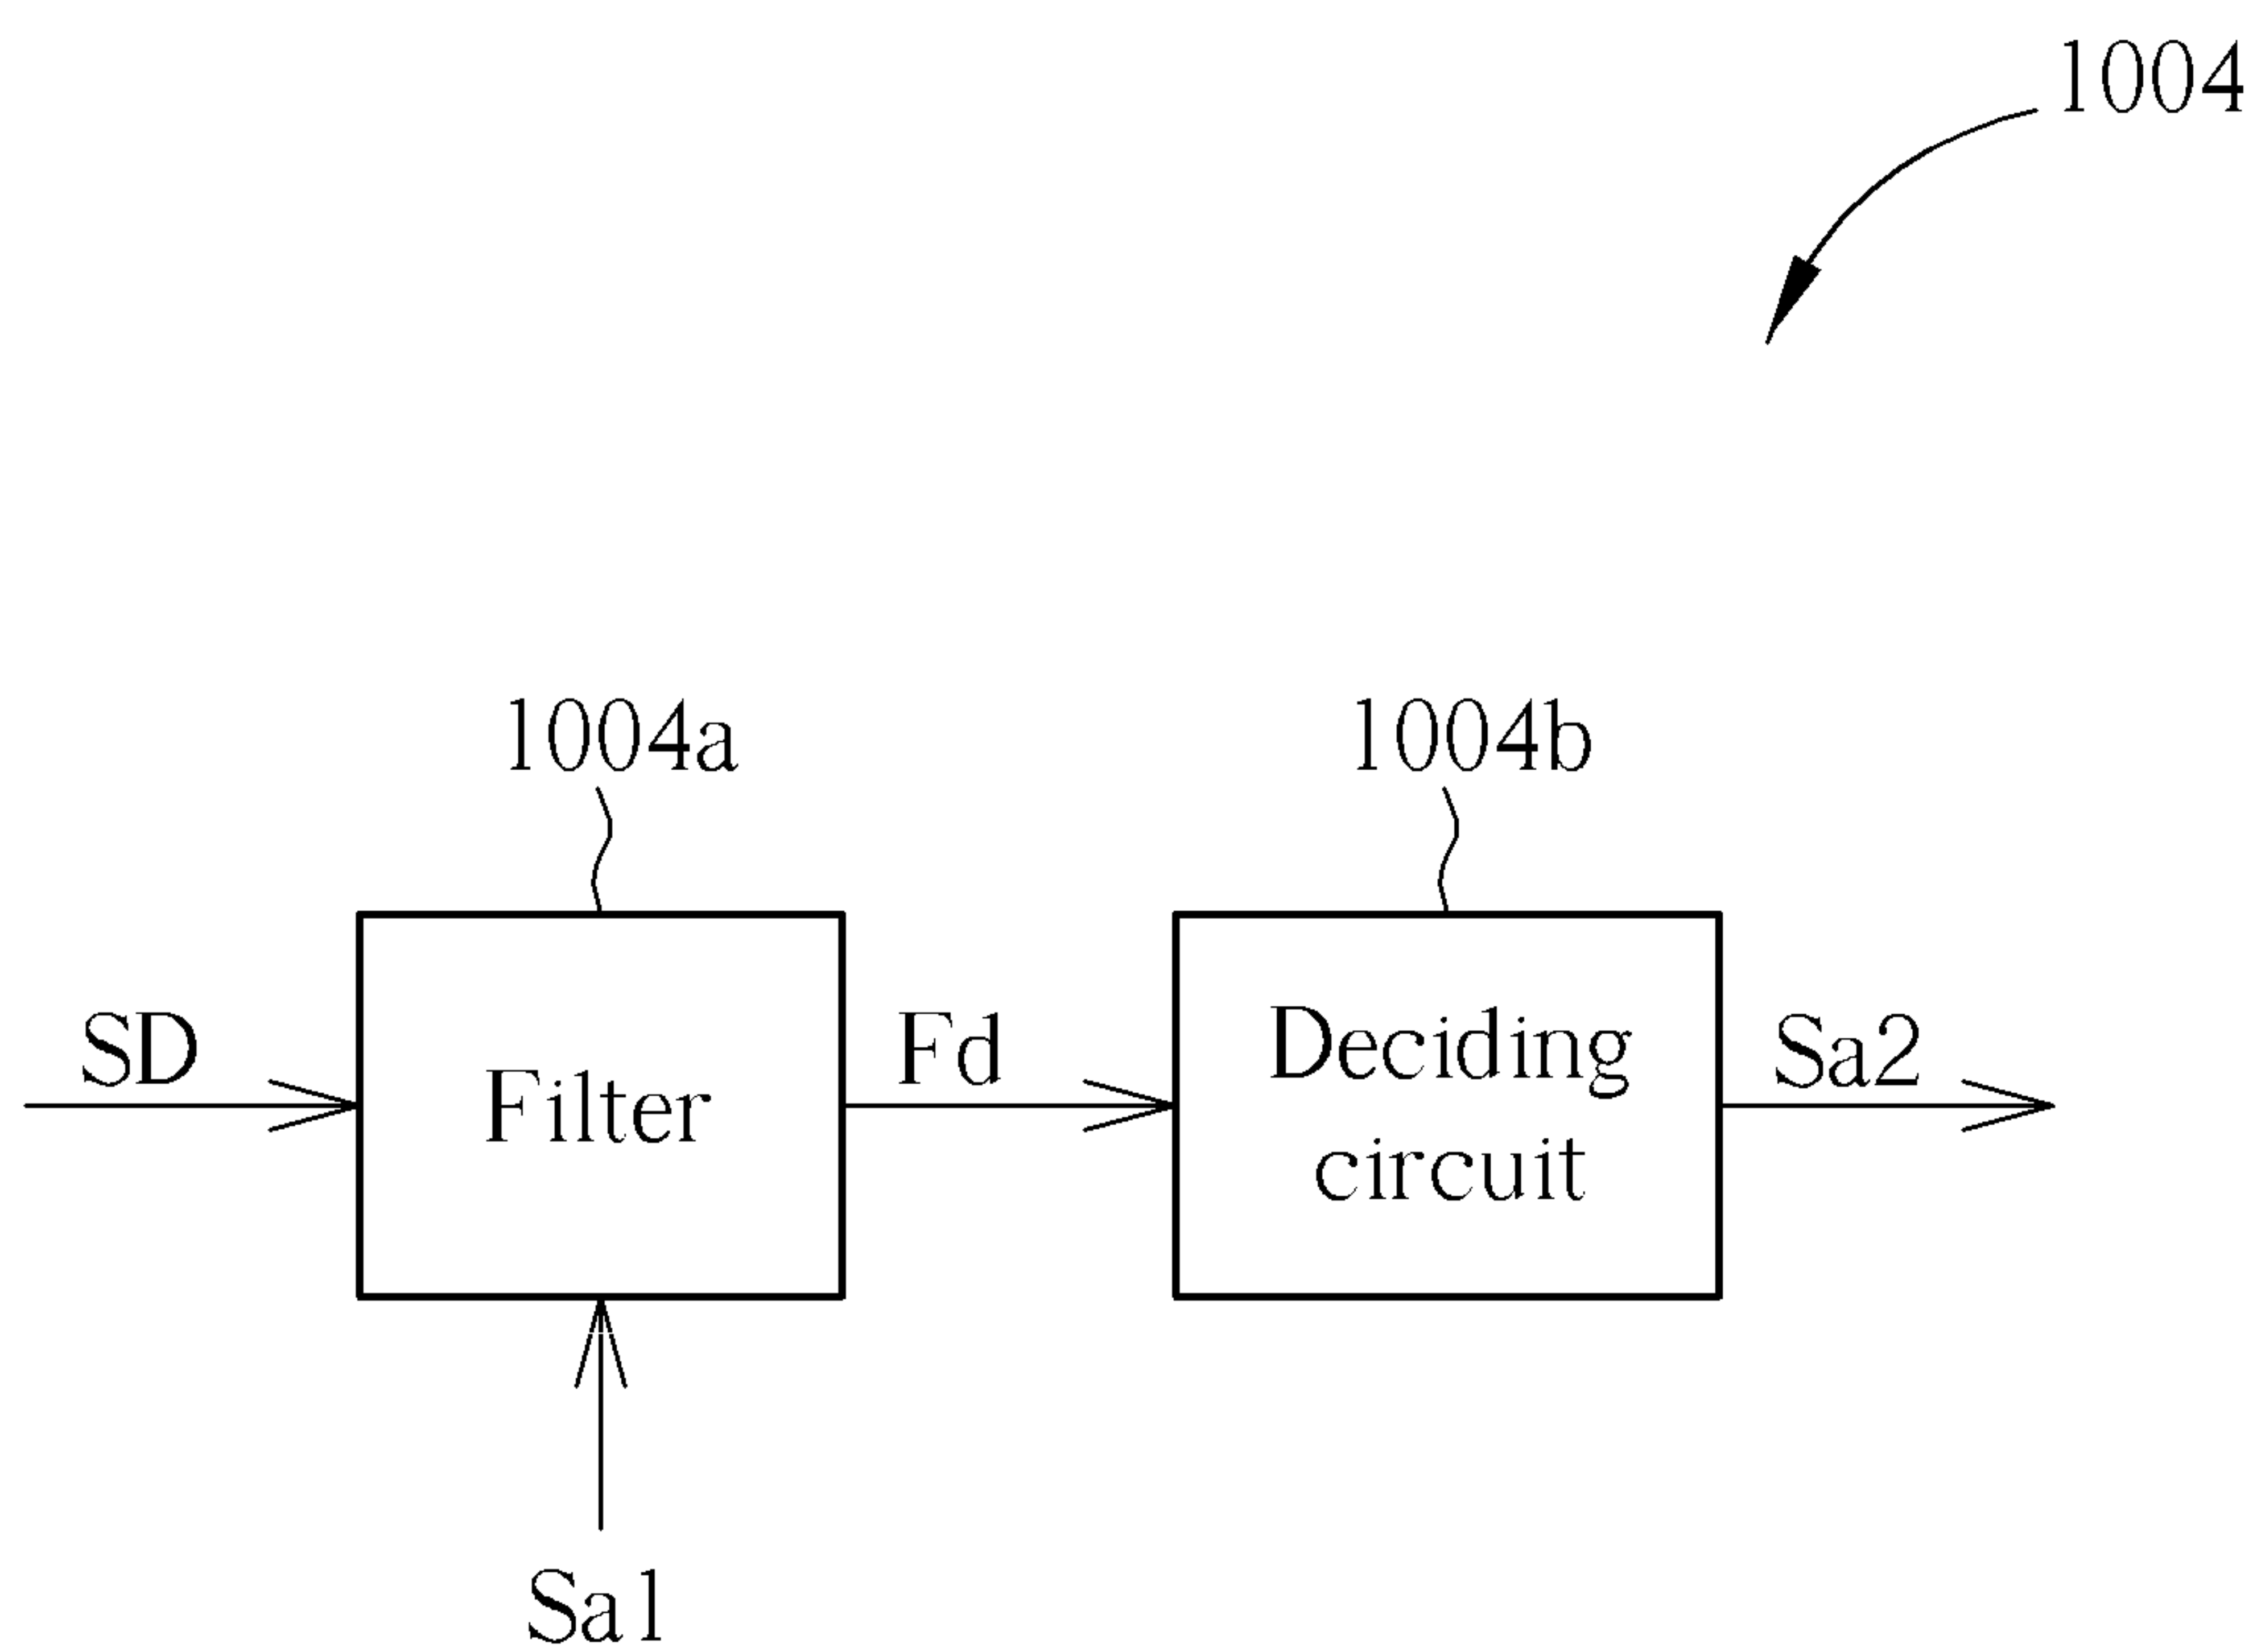 1004
1004a
1004b
SD
Filter
Fd
Deciding
circuit
Sa2
Sa1